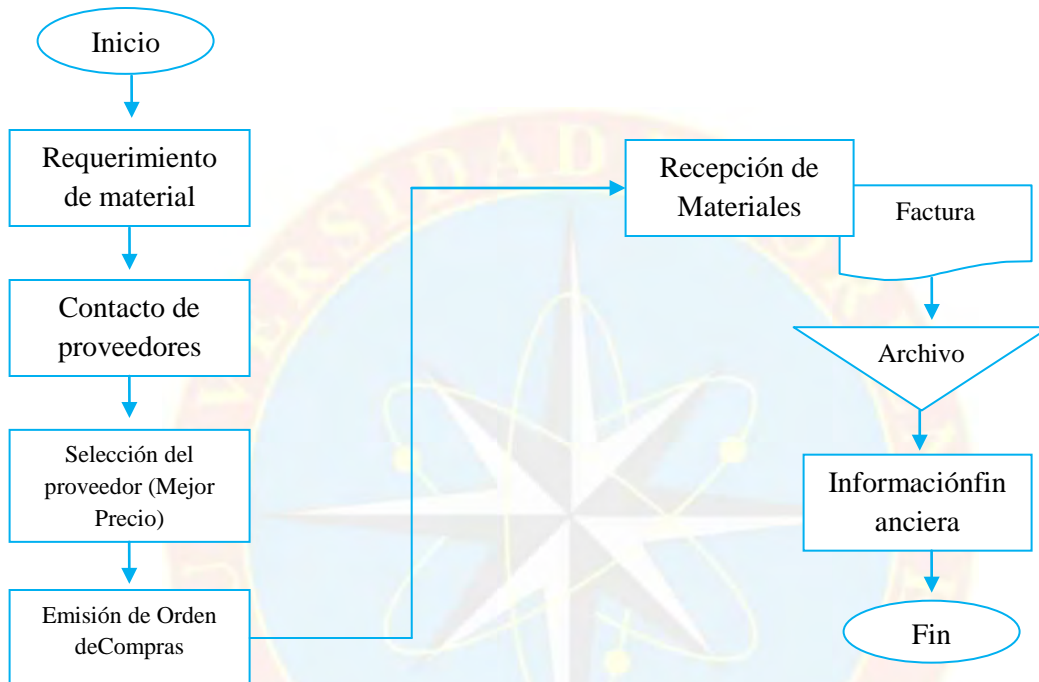 Inicio
Requerimiento
de material
Contacto de
proveedores
Selección del
proveedor (Mejor
Precio)
Emisión de Orden
deCompras
Recepción de
Materiales
Factura
Archivo
Informaciónfin
anciera
Fin